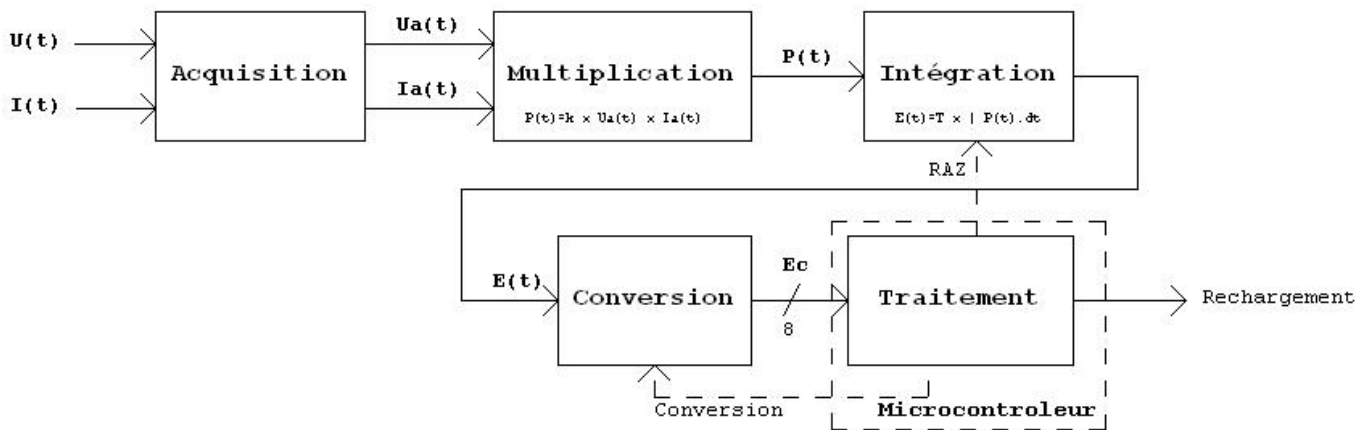 U(t)
I(t)
Acquisition
Ua(t)
Ia(t)
Multiplication
P(t)=k x Ua(t) x Ia(t)
P(t)
Intégration
E(t)=T x | P(t).dt
RAZ
E(t)
Conversion
Ec
8
Traitement
Rechargement
Conversion
Microcontroleur